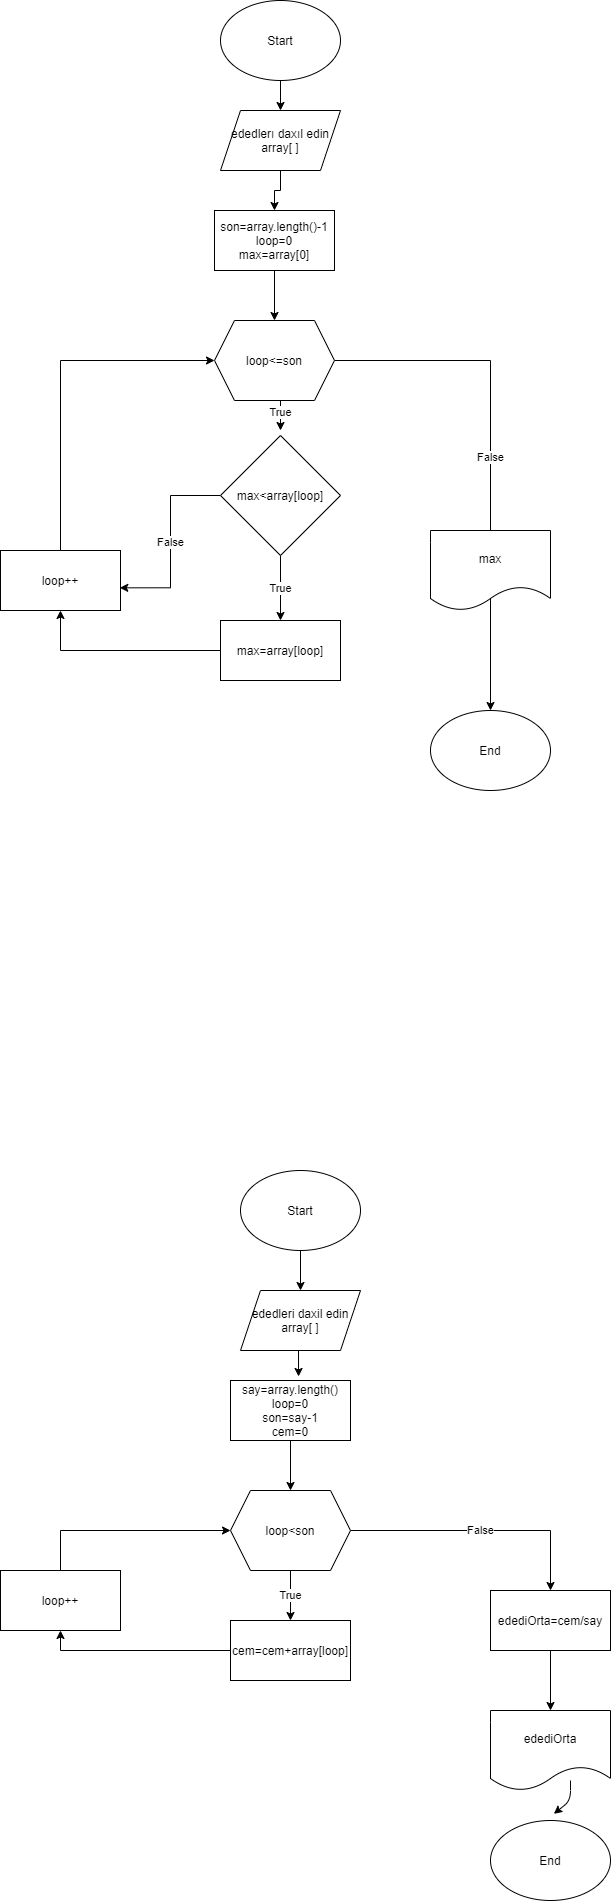 Start
ededlerı daxıl edin
array[ ]
son=array.length()-1
loop=0
max=array[0]
loop<=son
True
max<array[loop]
False
True
loop++
max=array[loop]
False
max
End
Start
ededleri daxil edin
array[ ]
say=array.length()
loop=0
son=say-1
cem=0
loop<son
False
True
loop++
cem=cem+array[loop]
edediOrta=cem/say
edediOrta
End